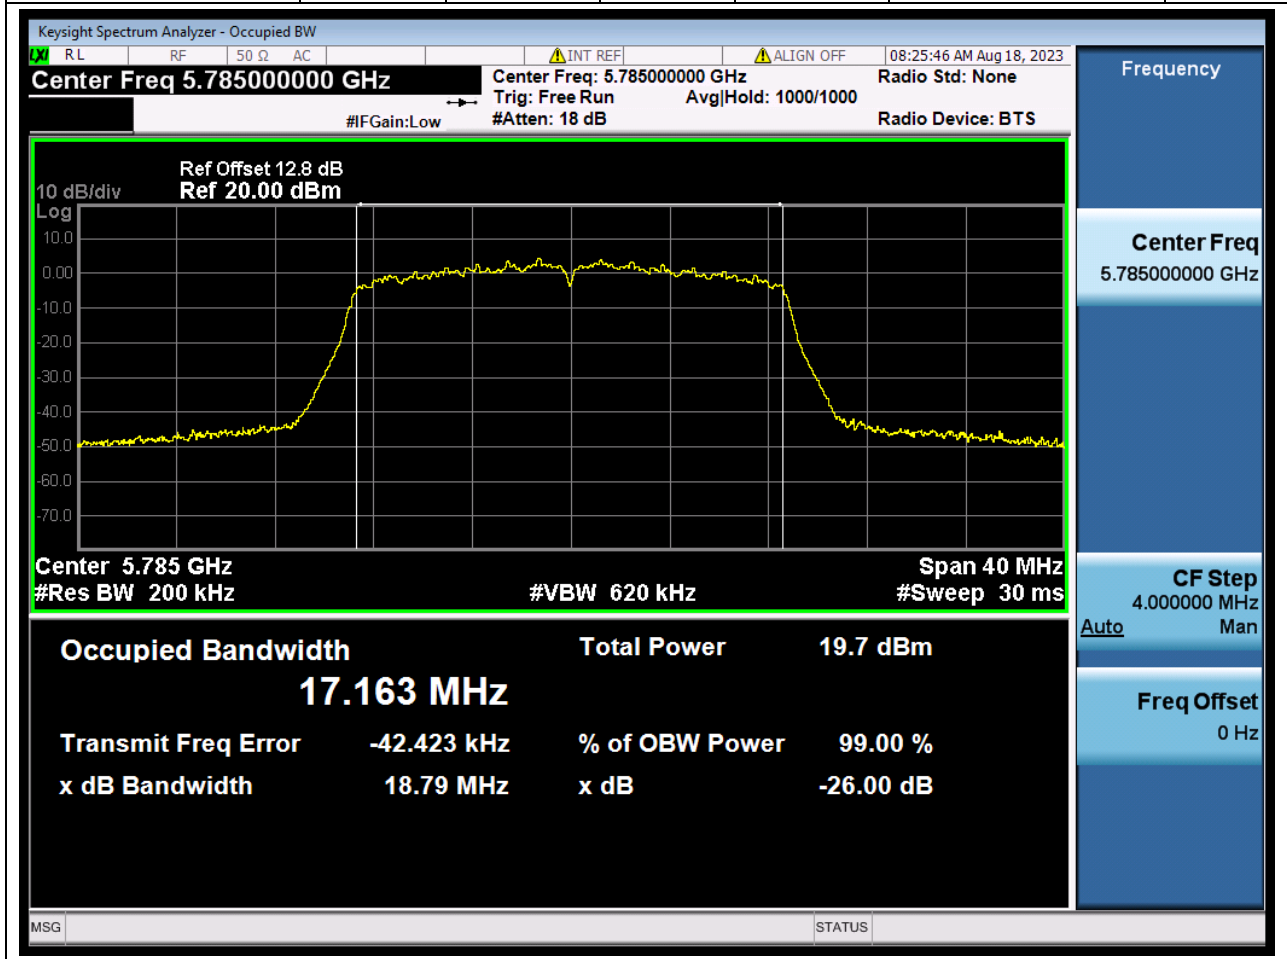 Keysight Spectrum Analyzer - Occupied BW
LXI RL RF 50 Ω AC INT REF ALIGN OFF 08:25:46 AM Aug 18, 2023
Center Freq 5.785000000 GHz
Center Freq: 5.785000000 GHz
Radio Std: None
Trig: Free Run Avg|Hold: 1000/1000
#IFGain:Low
#Atten: 18 dB
Radio Device: BTS
Ref Offset 12.8 dB
10 dB/div Ref 20.00 dBm
Log
10.0
0.00
-10.0
-20.0
-30.0
-40.0
-50.0
-60.0
-70.0
Center 5.785 GHz Span 40 MHz
#Res BW 200 kHz #VBW 620 kHz #Sweep 30 ms
Occupied Bandwidth Total Power 19.7 dBm
17.163 MHz
Transmit Freq Error -42.423 kHz % of OBW Power 99.00 %
x dB Bandwidth 18.79 MHz x dB -26.00 dB
Frequency
Center Freq
5.785000000 GHz
CF Step
4.000000 MHz
Auto Man
Freq Offset
0 Hz
MSG STATUS